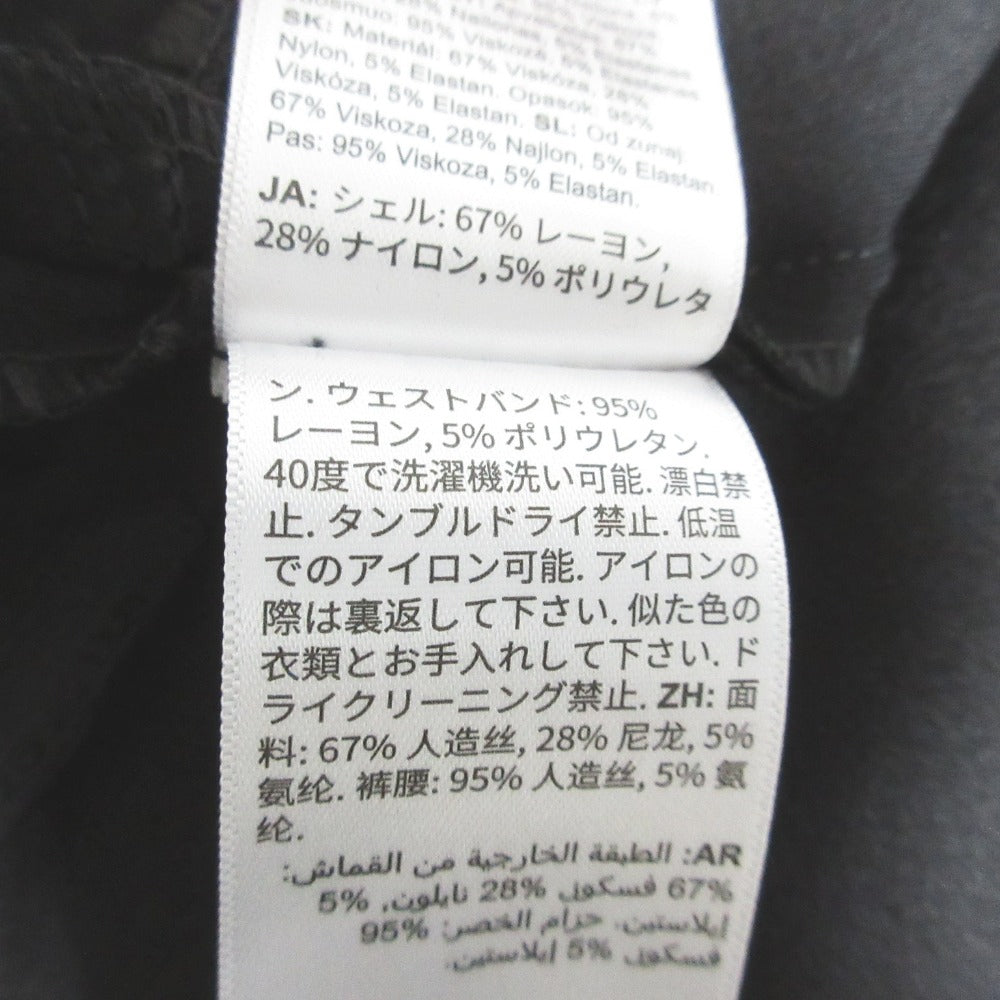 28% Nailonas, 5% Elastanas
95% Viskoza, 5%
SK: Materiál: 67% Viskóza, 28%
Nylon, 5% Elastan. Opasok: 95%
Viskóza, 5% Elastan. SL: Od zunaj:
67% Viskoza, 28% Najlon, 5% Elastan.
Pas: 95% Viskoza, 5% Elastan.
JA: シェル: 67% レーヨン,
28% ナイロン, 5% ポリウレタ
ン. ウェストバンド: 95%
レーヨン, 5% ポリウレタン.
40度で洗濯機洗い可能. 漂白禁
止. タンブルドライ禁止. 低温
でのアイロン可能. アイロンの
際は裏返して下さい. 似た色の
衣類とお手入れして下さい. ド
ライクリーニング禁止. ZH: 面
料: 67% 人造丝, 28% 尼龙, 5%
氨纶. 裤腰: 95% 人造丝, 5% 氨
纶.
AR: الطبقة الخارجية من القماش:
67% فسكوز, 28% نايلون, 5%
إيلاستين. حزام الخصر: 95%
فسكوز, 5% إيلاستين.